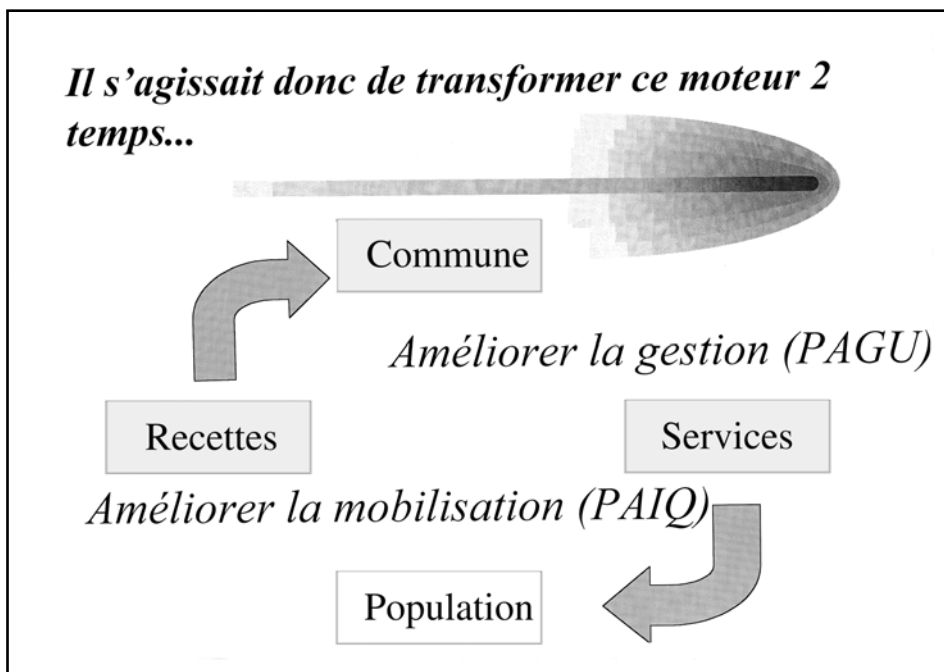 Il s'agissait donc de transformer ce moteur 2
temps...
Commune
Améliorer la gestion (PAGU)
Recettes
Services
Améliorer la mobilisation (PAIQ)
Population